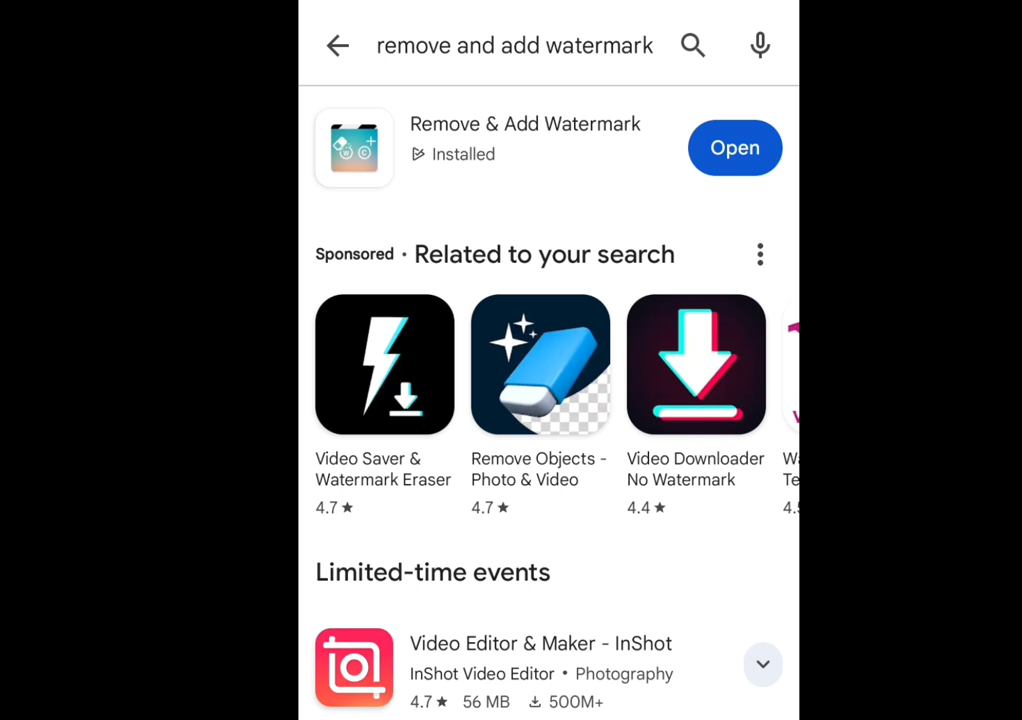 remove and add watermark
Remove & Add Watermark
Installed
Open
Sponsored · Related to your search
Video Saver &
Watermark Eraser
4.7 ★
Remove Objects -
Photo & Video
4.7 ★
Video Downloader
No Watermark
4.4 ★
Limited-time events
Video Editor & Maker - InShot
InShot Video Editor • Photography
4.7 ★ 56 MB 500M+